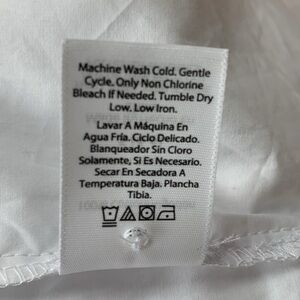 Machine Wash Cold. Gentle
Cycle. Only Non Chlorine
Bleach If Needed. Tumble Dry
Low. Low Iron.
Lavar A Máquina En
Agua Fría. Ciclo Delicado.
Blanqueador Sin Cloro
Solamente, Si Es Necesario.
Secar En Secadora A
Temperatura Baja. Plancha
Tibia.